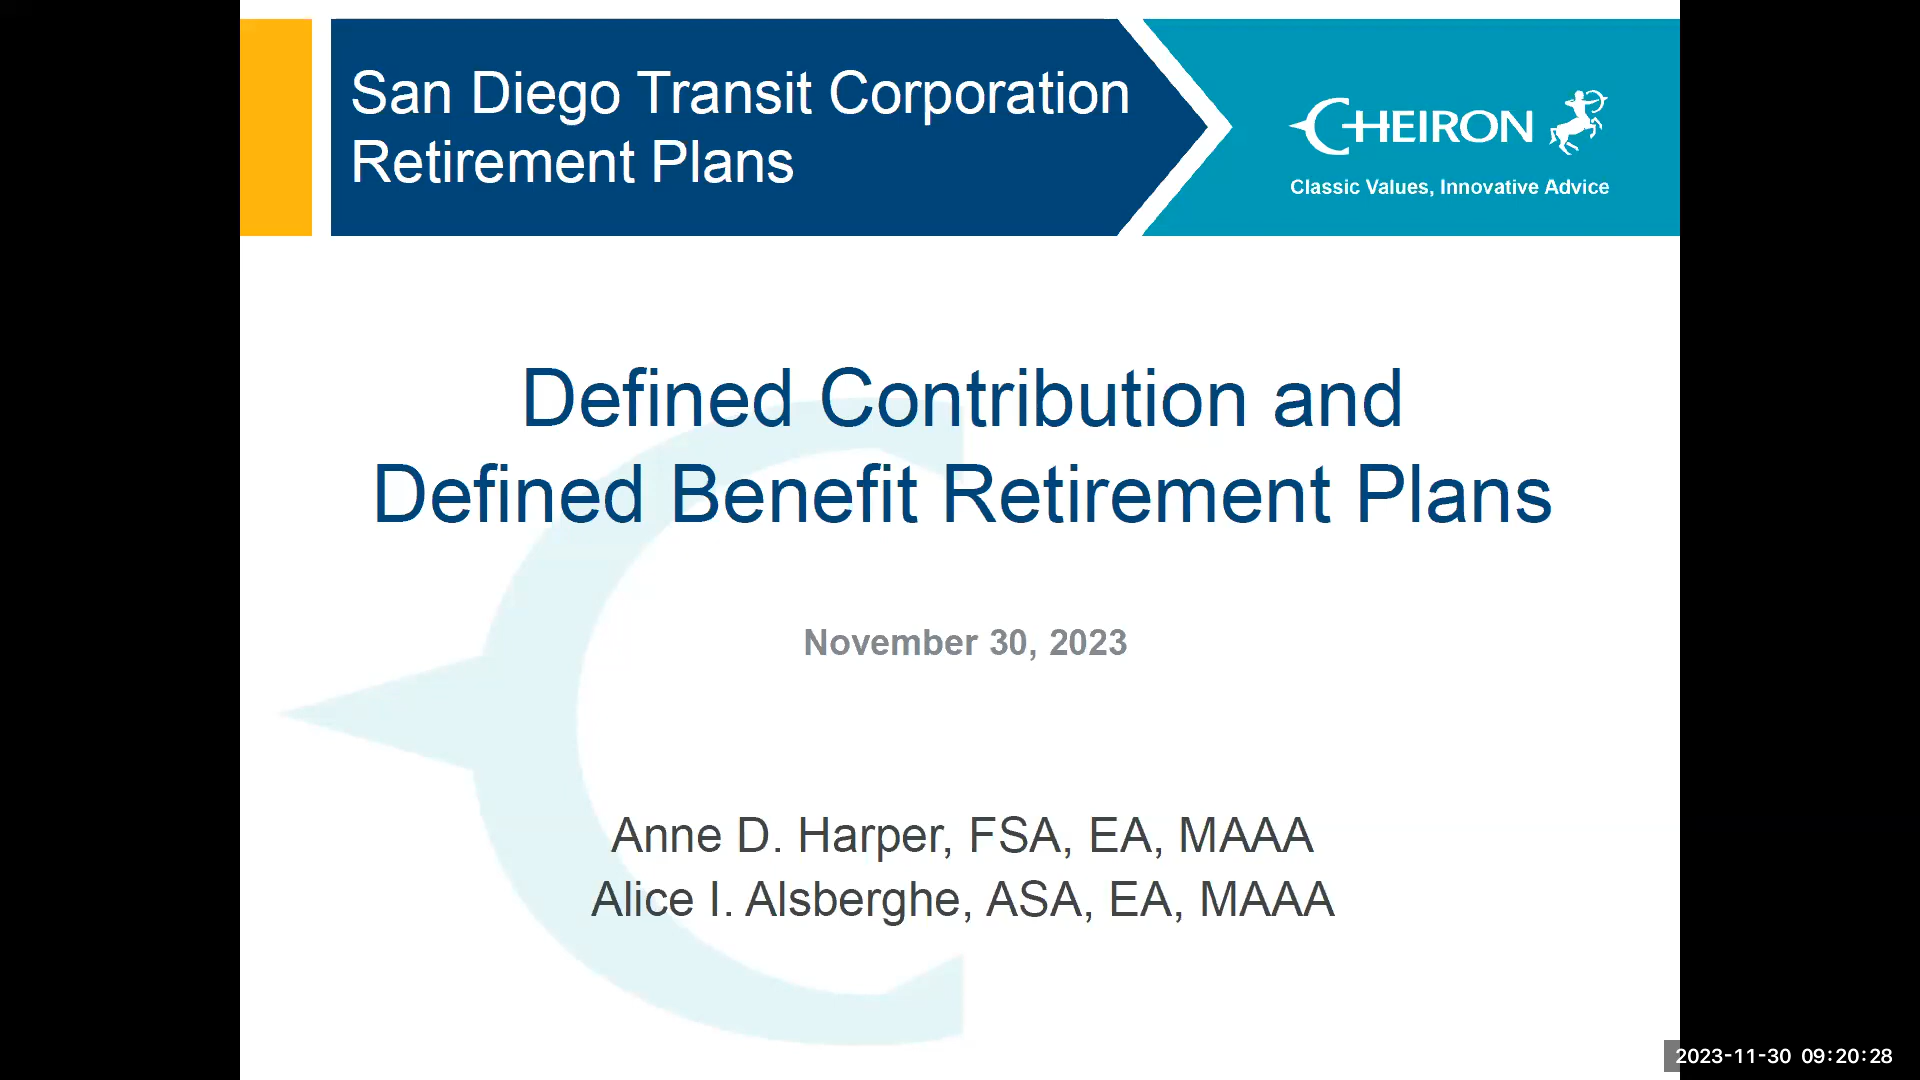 San Diego Transit Corporation
Retirement Plans
CHEIRON
Classic Values, Innovative Advice
Defined Contribution and
Defined Benefit Retirement Plans
November 30, 2023
Anne D. Harper, FSA, EA, MAAA
Alice I. Alsberghe, ASA, EA, MAAA
2023-11-30 09:20:28